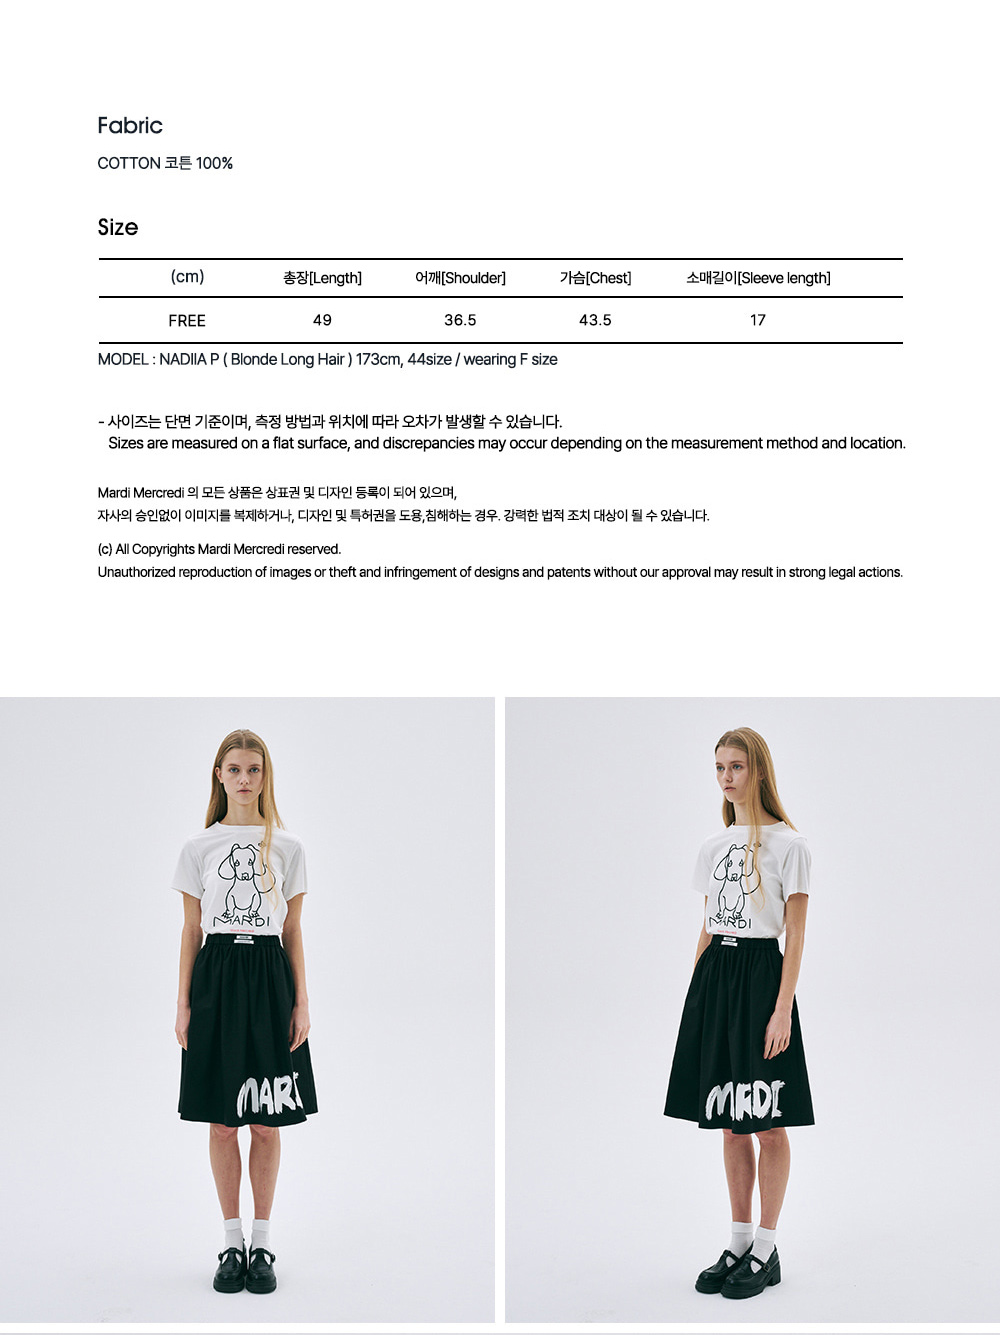 Fabric
COTTON 코튼 100%
Size
(cm) 총장[Length] 어깨[Shoulder] 가슴[Chest] 소매길이[Sleeve length]
FREE 49 36.5 43.5 17
MODEL : NADIIA P ( Blonde Long Hair ) 173cm, 44size / wearing F size
- 사이즈는 단면 기준이며, 측정 방법과 위치에 따라 오차가 발생할 수 있습니다.
Sizes are measured on a flat surface, and discrepancies may occur depending on the measurement method and location.
Mardi Mercredi 의 모든 상품은 상표권 및 디자인 등록이 되어 있으며,
자사의 승인없이 이미지를 복제하거나, 디자인 및 특허권을 도용,침해하는 경우. 강력한 법적 조치 대상이 될 수 있습니다.
(c) All Copyrights Mardi Mercredi reserved.
Unauthorized reproduction of images or theft and infringement of designs and patents without our approval may result in strong legal actions.
MARDI
MARDI
MARDI